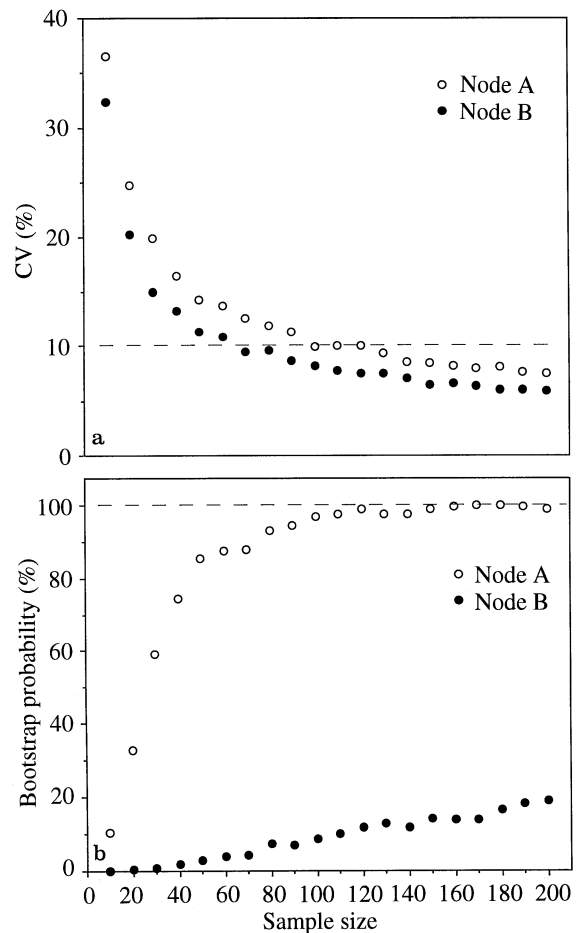 40
Node A
Node B
30
20
10
0
CV (%)
a
100
80
60
40
20
0
Bootstrap probability (%)
Node A
Node B
b
0 20 40 60 80 100 120 140 160 180 200
Sample size